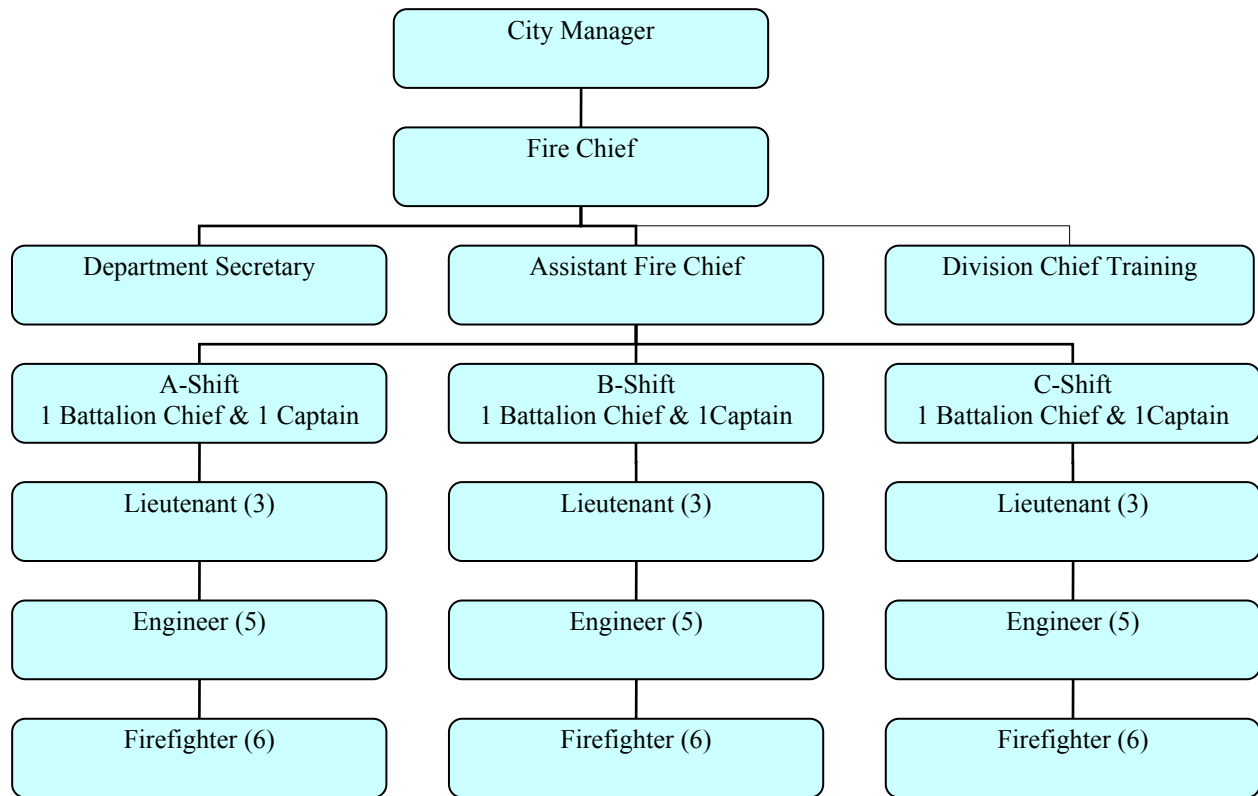 City Manager
Fire Chief
Department Secretary
Assistant Fire Chief
Division Chief Training
A-Shift
1 Battalion Chief & 1 Captain
B-Shift
1 Battalion Chief & 1Captain
C-Shift
1 Battalion Chief & 1Captain
Lieutenant (3)
Lieutenant (3)
Lieutenant (3)
Engineer (5)
Engineer (5)
Engineer (5)
Firefighter (6)
Firefighter (6)
Firefighter (6)